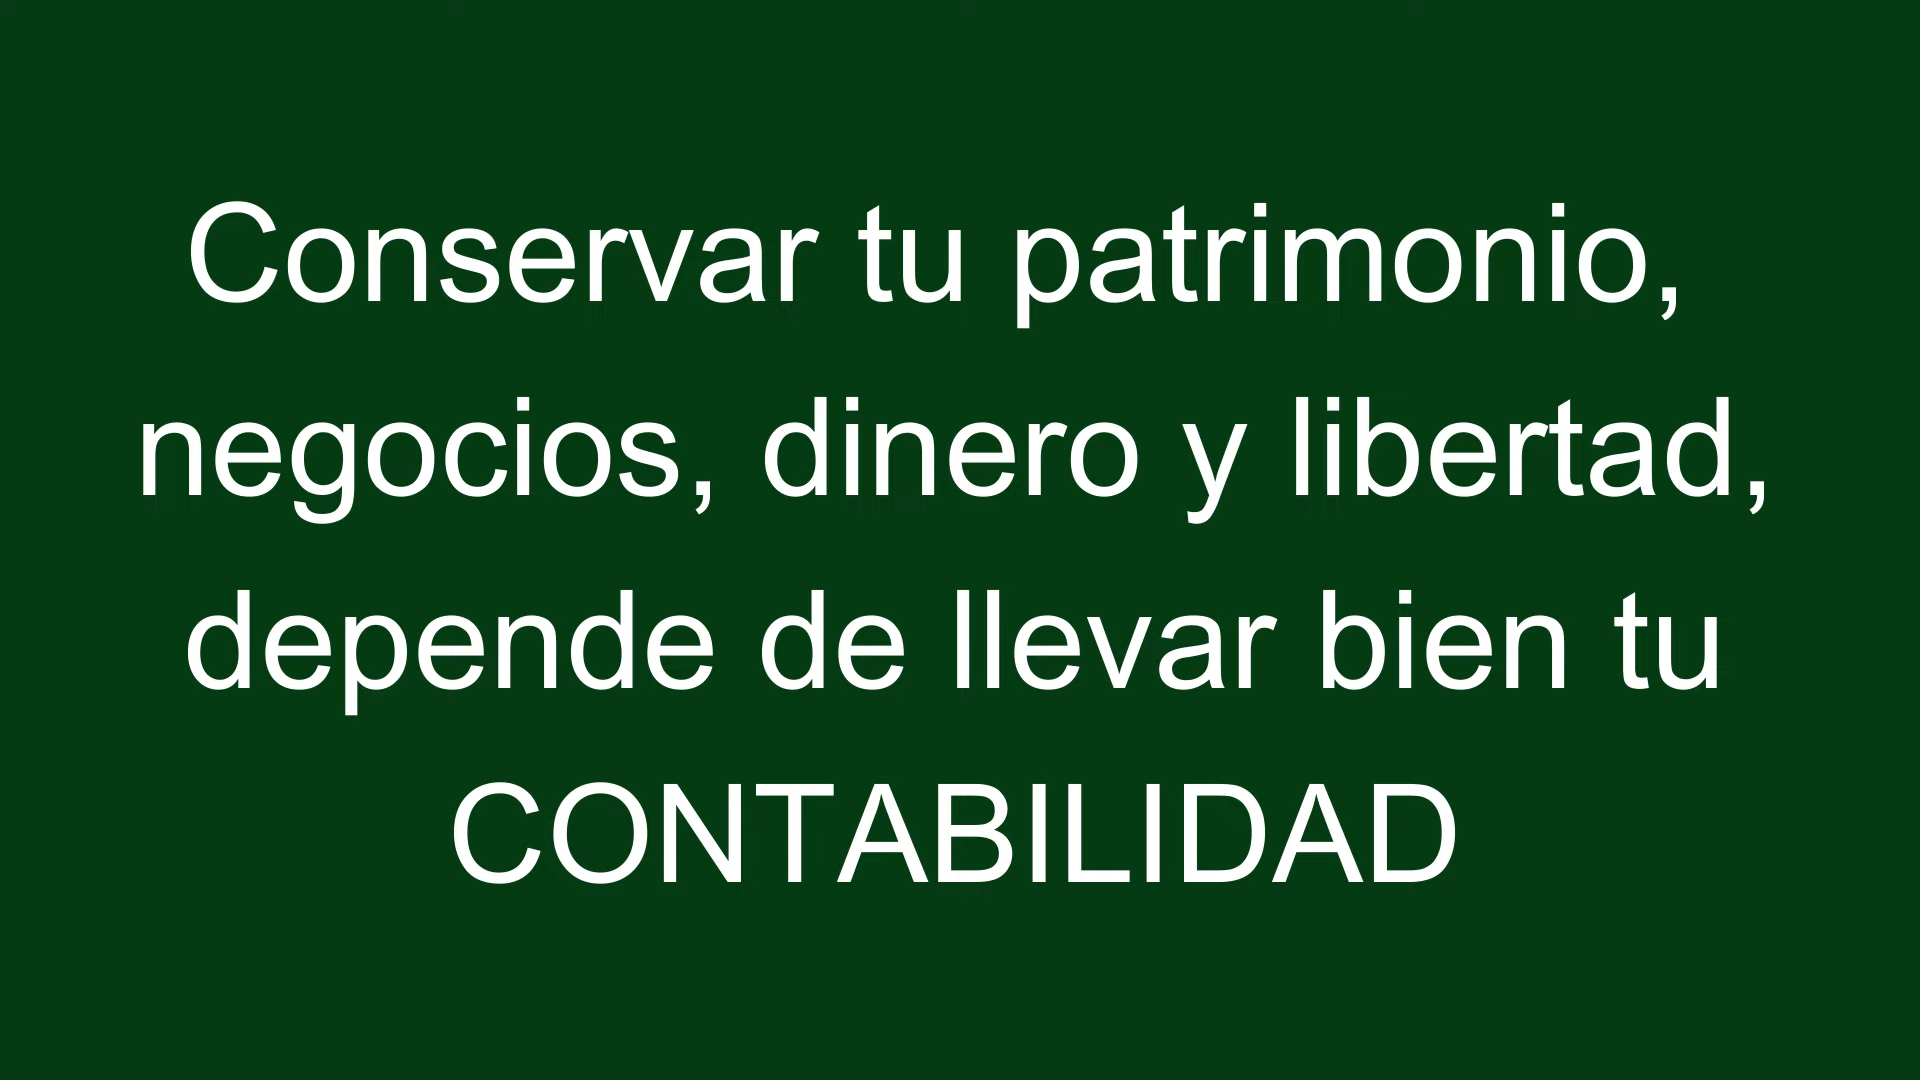 Conservar tu patrimonio,
negocios, dinero y libertad,
depende de llevar bien tu
CONTABILIDAD